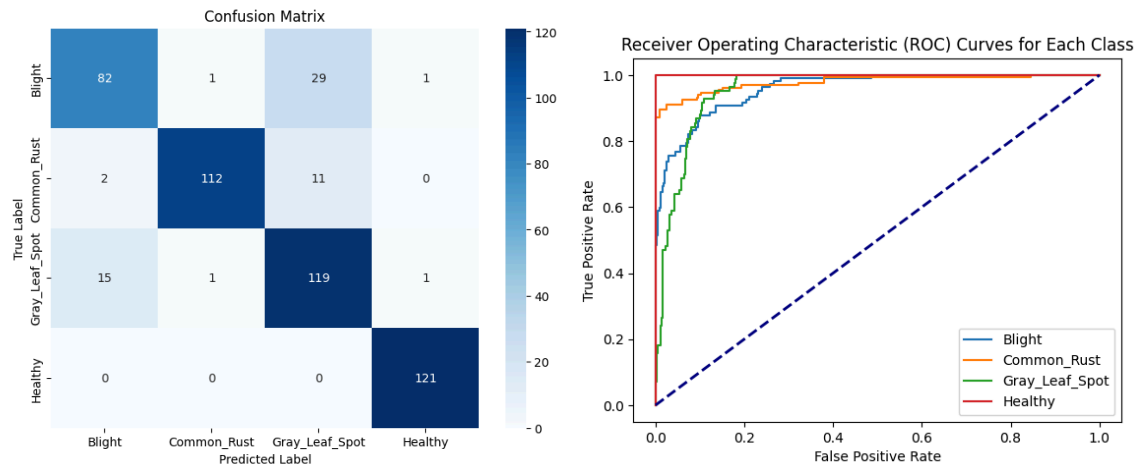 Confusion Matrix
True Label
Blight
82 1 29 1
Common_Rust
2 112 11 0
Gray_Leaf_Spot
15 1 119 1
Healthy
0 0 0 121
Blight Common_Rust Gray_Leaf_Spot Healthy
Predicted Label
120
100
80
60
40
20
0
Receiver Operating Characteristic (ROC) Curves for Each Class
True Positive Rate
1.0
0.8
0.6
0.4
0.2
0.0
0.0 0.2 0.4 0.6 0.8 1.0
False Positive Rate
Blight
Common_Rust
Gray_Leaf_Spot
Healthy